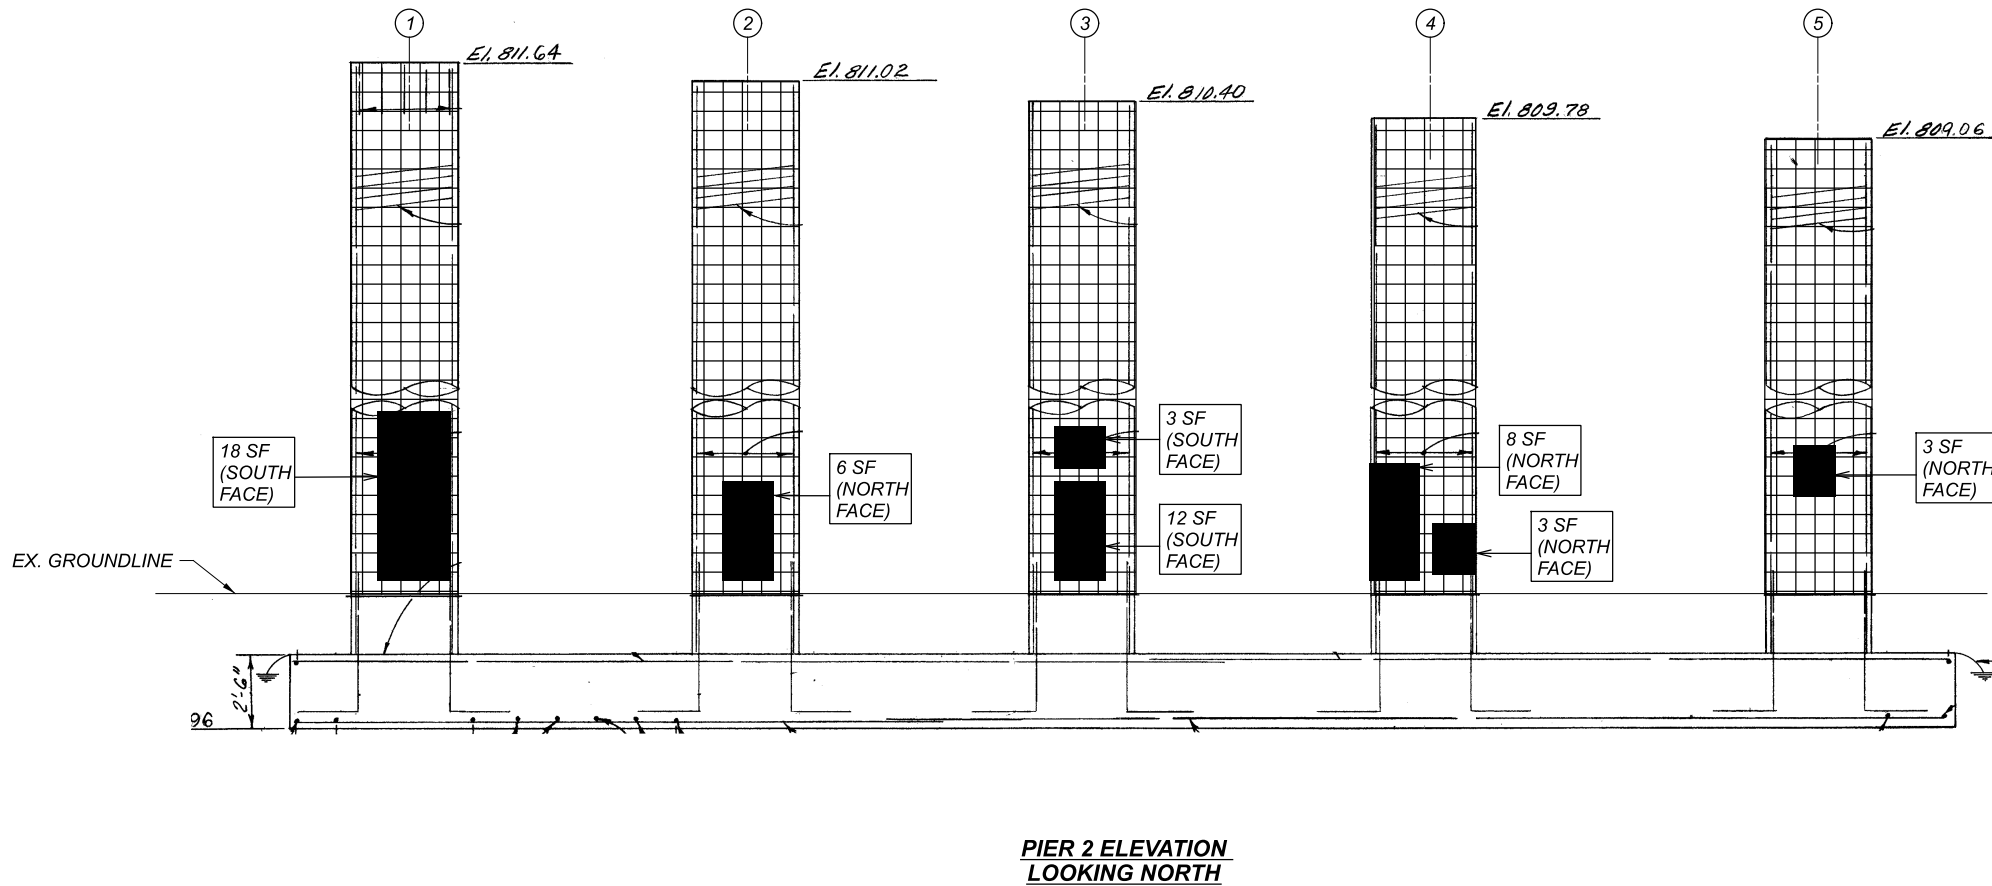 1
2
3
4
5
El. 811.64
El. 811.02
El. 810.40
El. 809.78
El. 809.06
18 SF
(SOUTH
FACE)
6 SF
(NORTH
FACE)
3 SF
(SOUTH
FACE)
12 SF
(SOUTH
FACE)
8 SF
(NORTH
FACE)
3 SF
(NORTH
FACE)
3 SF
(NORTH
FACE)
EX. GROUNDLINE
2'-6"
96
PIER 2 ELEVATION
LOOKING NORTH